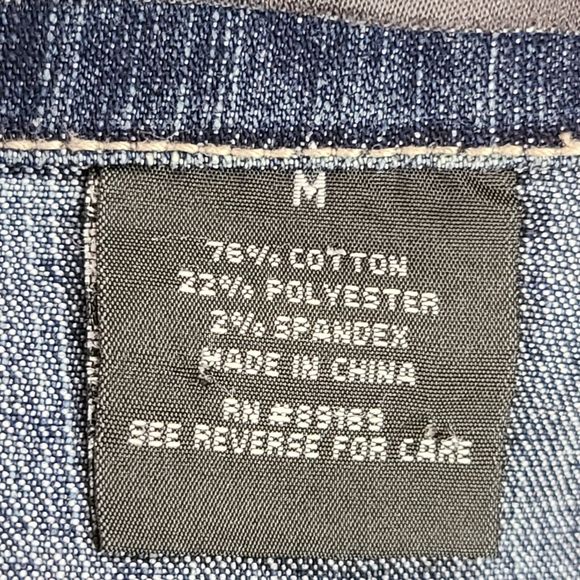 M
76% COTTON
22% POLYESTER
2% SPANDEX
MADE IN CHINA
RN #89169
SEE REVERSE FOR CARE